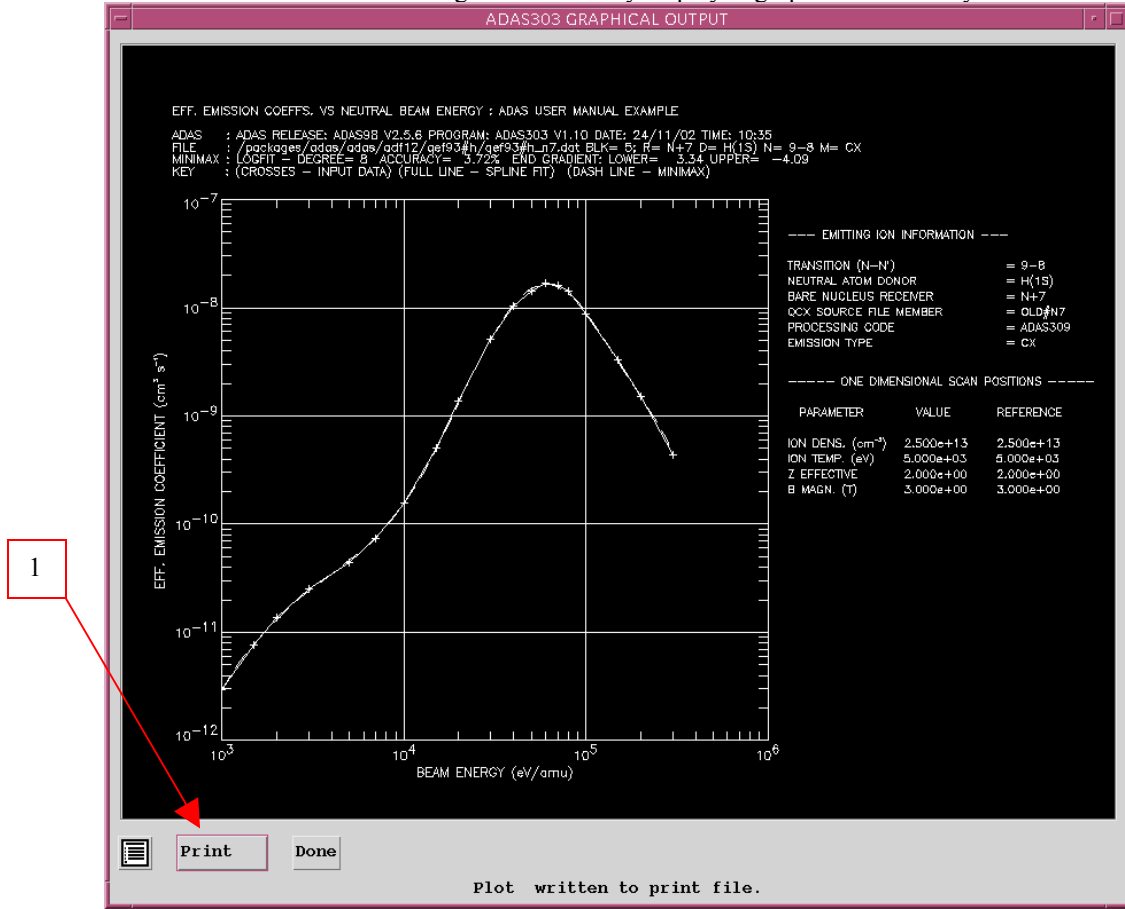 ADAS303 GRAPHICAL OUTPUT
EFF. EMISSION COEFFS. VS NEUTRAL BEAM ENERGY : ADAS USER MANUAL EXAMPLE
ADAS : ADAS RELEASE: ADAS98 V2.5.6 PROGRAM: ADAS303 V1.10 DATE: 24/11/02 TIME: 10:35
FILE : /packages/adas/adas/adf12/qef93#h/qef93#h_n7.dat BLK= 5; R= N+7 D= H(1S) N= 9-8 M= CX
MINIMAX : LOGFIT - DEGREE= 8 ACCURACY= 3.72% END GRADIENT: LOWER= 3.34 UPPER= -4.09
KEY : (CROSSES - INPUT DATA) (FULL LINE - SPLINE FIT) (DASH LINE - MINIMAX)
10⁻⁷
10⁻⁸
10⁻⁹
10⁻¹⁰
10⁻¹¹
10⁻¹²
EFF. EMISSION COEFFICIENT (cm³ s⁻¹)
10³ 10⁴ 10⁵ 10⁶
BEAM ENERGY (eV/amu)
--- EMITTING ION INFORMATION ---
TRANSITION (N-N') = 9-8
NEUTRAL ATOM DONOR = H(1S)
BARE NUCLEUS RECEIVER = N+7
QCX SOURCE FILE MEMBER = OLD#N7
PROCESSING CODE = ADAS309
EMISSION TYPE = CX
----- ONE DIMENSIONAL SCAN POSITIONS -----
PARAMETER VALUE REFERENCE
ION DENS. (cm⁻³) 2.500e+13 2.500e+13
ION TEMP. (eV) 5.000e+03 5.000e+03
Z EFFECTIVE 2.000e+00 2.000e+00
B MAGN. (T) 3.000e+00 3.000e+00
1
Print Done
Plot written to print file.